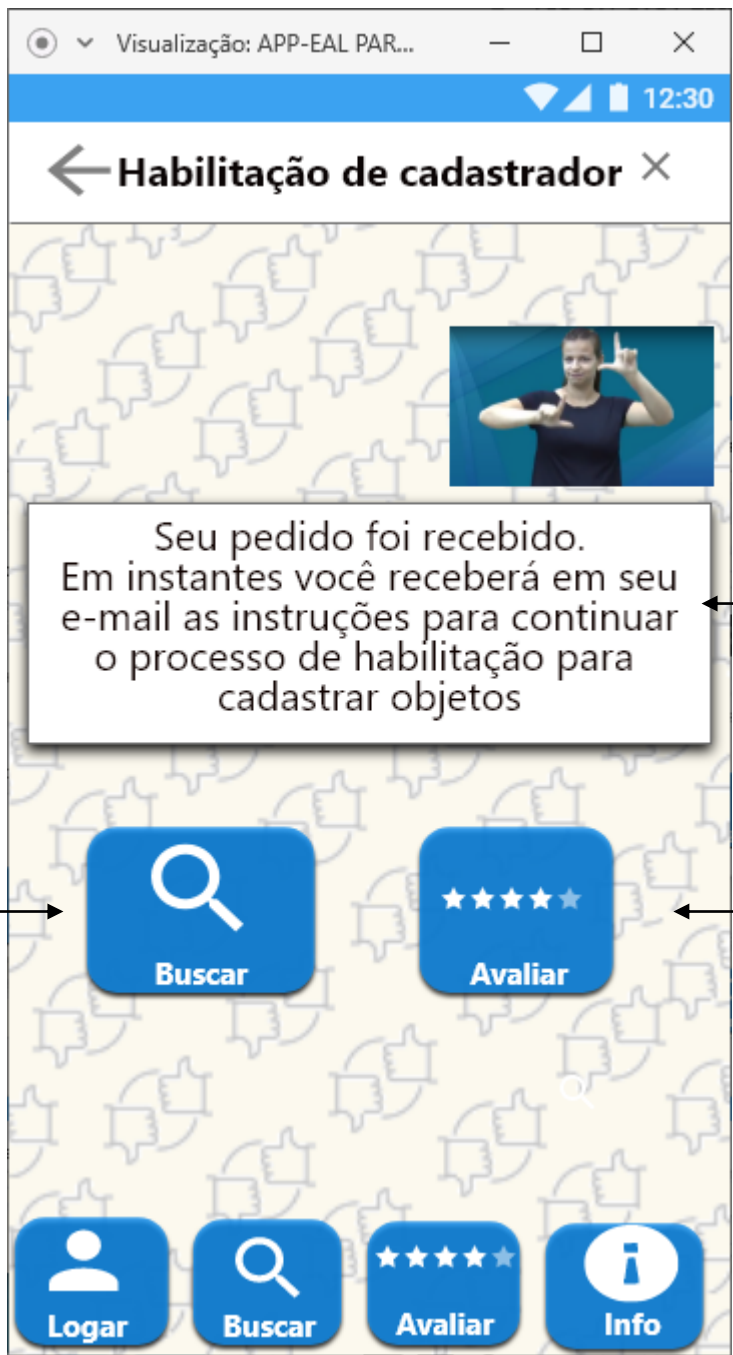 Visualização: APP-EAL PAR...
12:30
Habilitação de cadastrador
Seu pedido foi recebido.
Em instantes você receberá em seu
e-mail as instruções para continuar
o processo de habilitação para
cadastrar objetos
Buscar
Avaliar
Logar
Buscar
Avaliar
Info